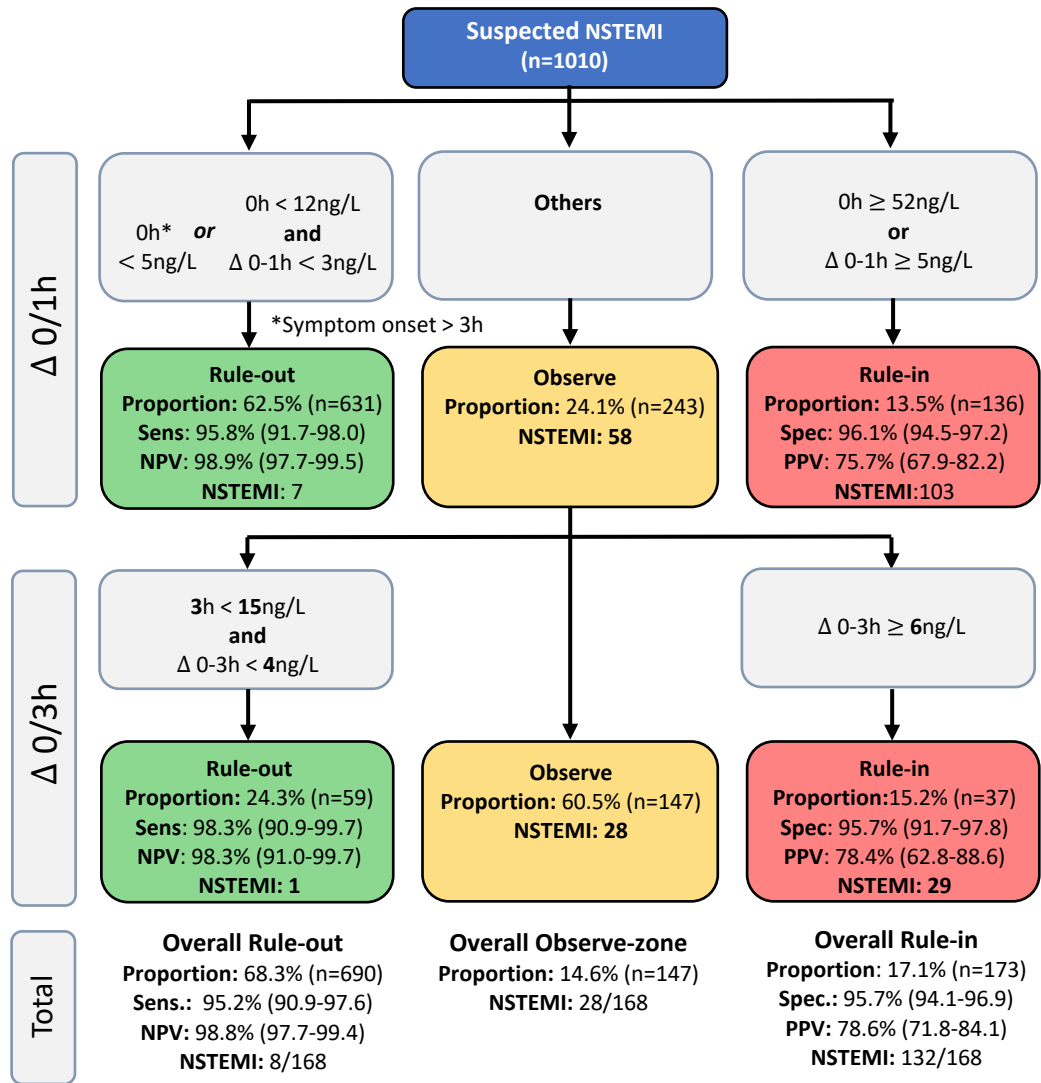 Suspected NSTEMI
(n=1010)
Δ 0/1h
0h*
< 5ng/L
or
0h < 12ng/L
and
Δ 0-1h < 3ng/L
Others
0h ≥ 52ng/L
or
Δ 0-1h ≥ 5ng/L
*Symptom onset > 3h
Rule-out
Proportion: 62.5% (n=631)
Sens: 95.8% (91.7-98.0)
NPV: 98.9% (97.7-99.5)
NSTEMI: 7
Observe
Proportion: 24.1% (n=243)
NSTEMI: 58
Rule-in
Proportion: 13.5% (n=136)
Spec: 96.1% (94.5-97.2)
PPV: 75.7% (67.9-82.2)
NSTEMI:103
Δ 0/3h
3h < 15ng/L
and
Δ 0-3h < 4ng/L
Δ 0-3h ≥ 6ng/L
Rule-out
Proportion: 24.3% (n=59)
Sens: 98.3% (90.9-99.7)
NPV: 98.3% (91.0-99.7)
NSTEMI: 1
Observe
Proportion: 60.5% (n=147)
NSTEMI: 28
Rule-in
Proportion:15.2% (n=37)
Spec: 95.7% (91.7-97.8)
PPV: 78.4% (62.8-88.6)
NSTEMI: 29
Total
Overall Rule-out
Proportion: 68.3% (n=690)
Sens.: 95.2% (90.9-97.6)
NPV: 98.8% (97.7-99.4)
NSTEMI: 8/168
Overall Observe-zone
Proportion: 14.6% (n=147)
NSTEMI: 28/168
Overall Rule-in
Proportion: 17.1% (n=173)
Spec.: 95.7% (94.1-96.9)
PPV: 78.6% (71.8-84.1)
NSTEMI: 132/168